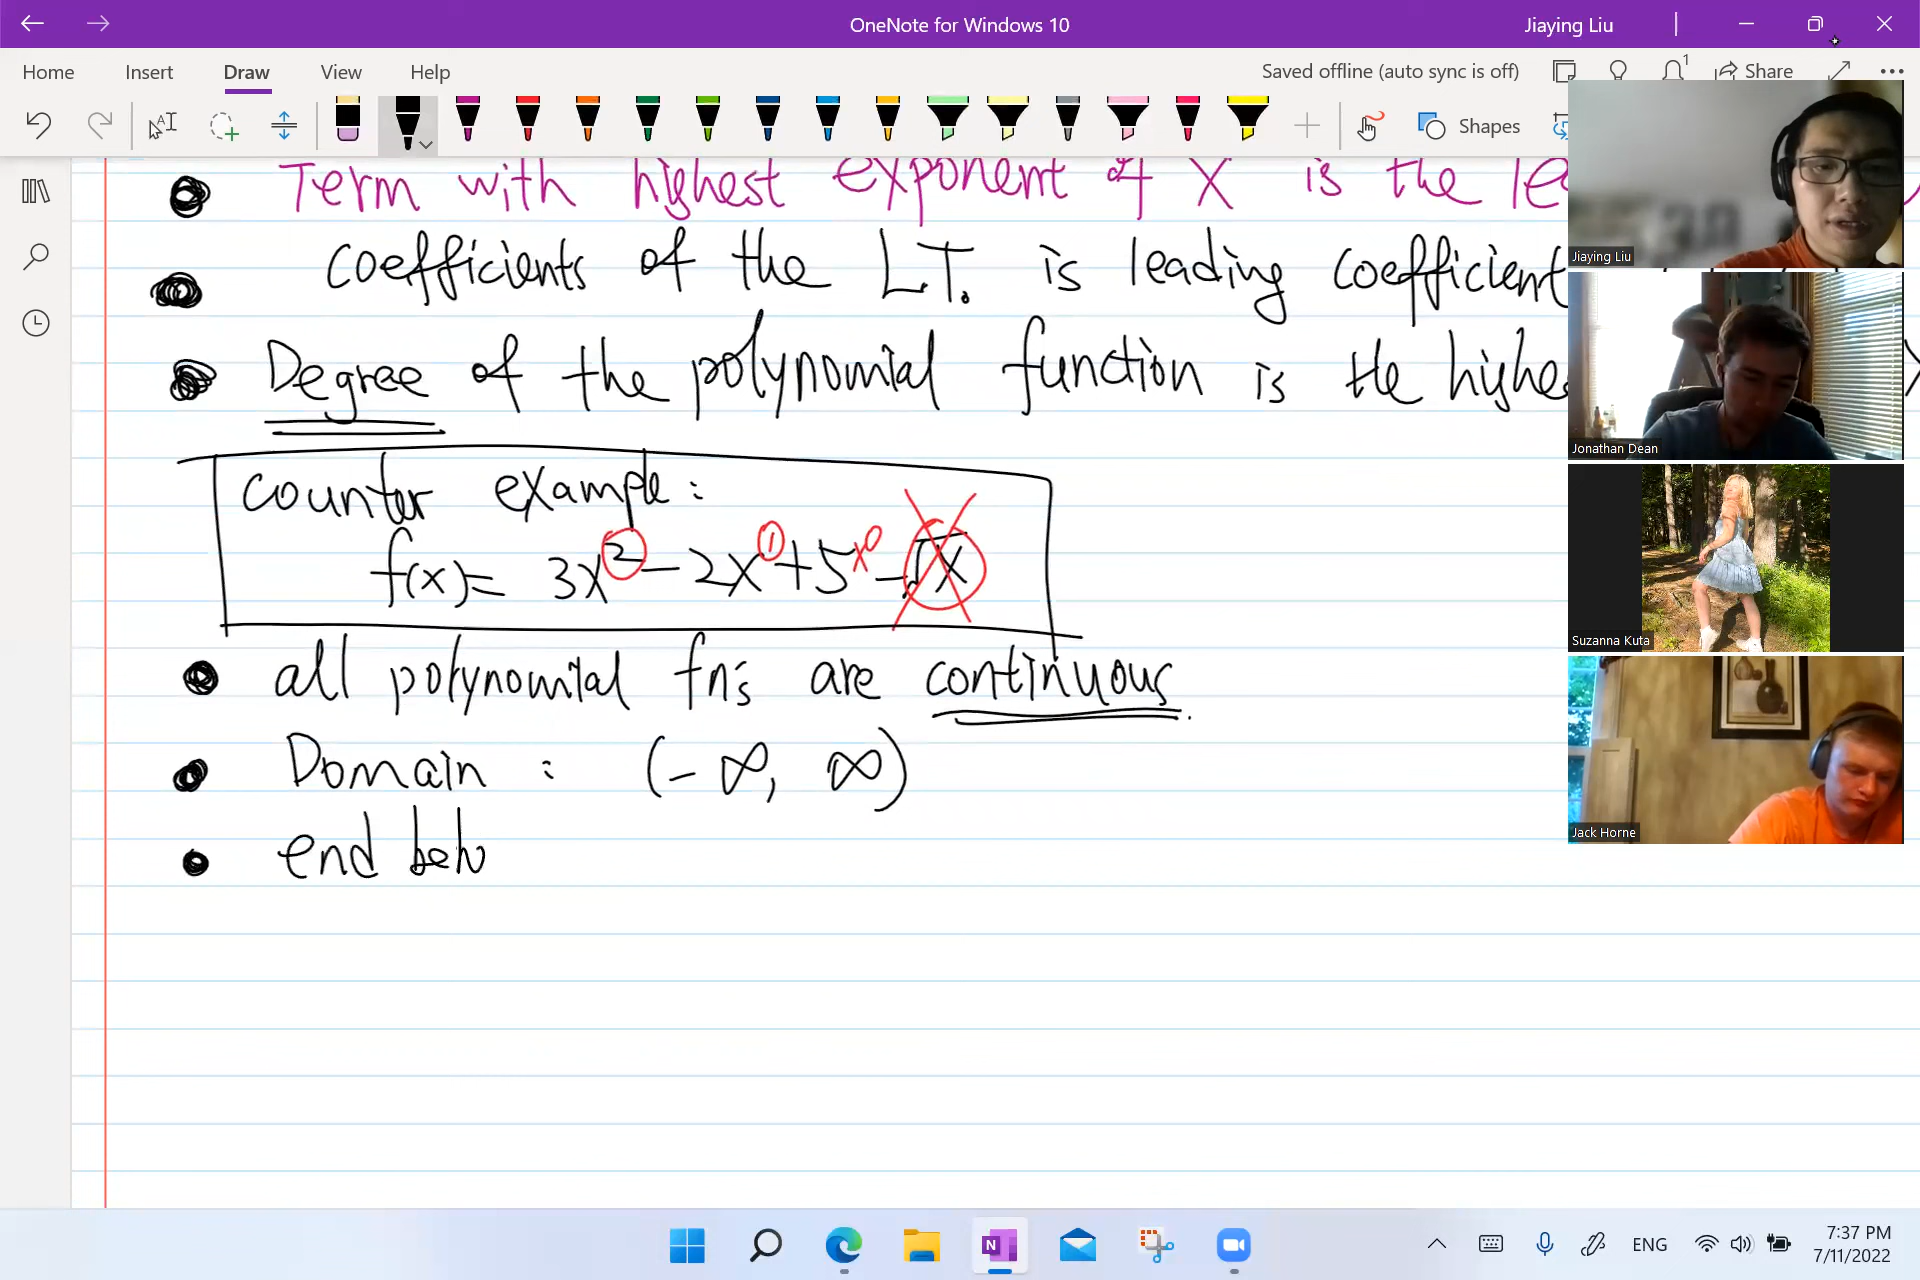 OneNote for Windows 10
Jiaying Liu
Home Insert Draw View Help
Saved offline (auto sync is off)
1
Share
Shapes
Term with highest exponent of X is the le
coefficients of the L.T. is leading coefficient
Degree of the polynomial function is the highes
counter example:
f(x) = 3x² - 2x¹ + 5x⁰ - √x
all polynomial fn's are continuous.
Domain : (-∞, ∞)
end beh
Jiaying Liu
Jonathan Dean
Suzanna Kuta
Jack Horne
ENG
7:37 PM
7/11/2022